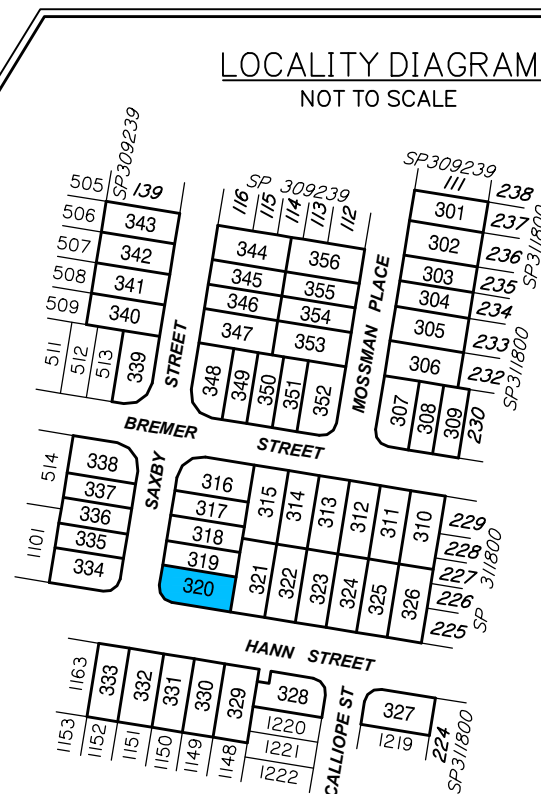 LOCALITY DIAGRAM
NOT TO SCALE
SP309239
505 139
506 343
507 342
508 341
509 340
511 512 513 339
STREET
116 115 114 113 112
SP 309239
344 356
345 355
346 354
347 353
348 349 350 351 352
MOSSMAN PLACE
SP309239
111 238
301 237
302 236
303 235
304 234
305 233
306 232
307 308 309 230
SP311800
SP311800
BREMER STREET
SAXBY
514 338
337
336
1101 335
334
316
317
318
319
320
315 314 313 312 311 310
321 322 323 324 325 326
229
228
227
226
225
SP 311800
HANN STREET
1163 333 332 331 330 329
1153 1152 1151 1150 1149 1148
328
1220
1221
1222
CALLIOPE ST
327
1219
224
SP311800